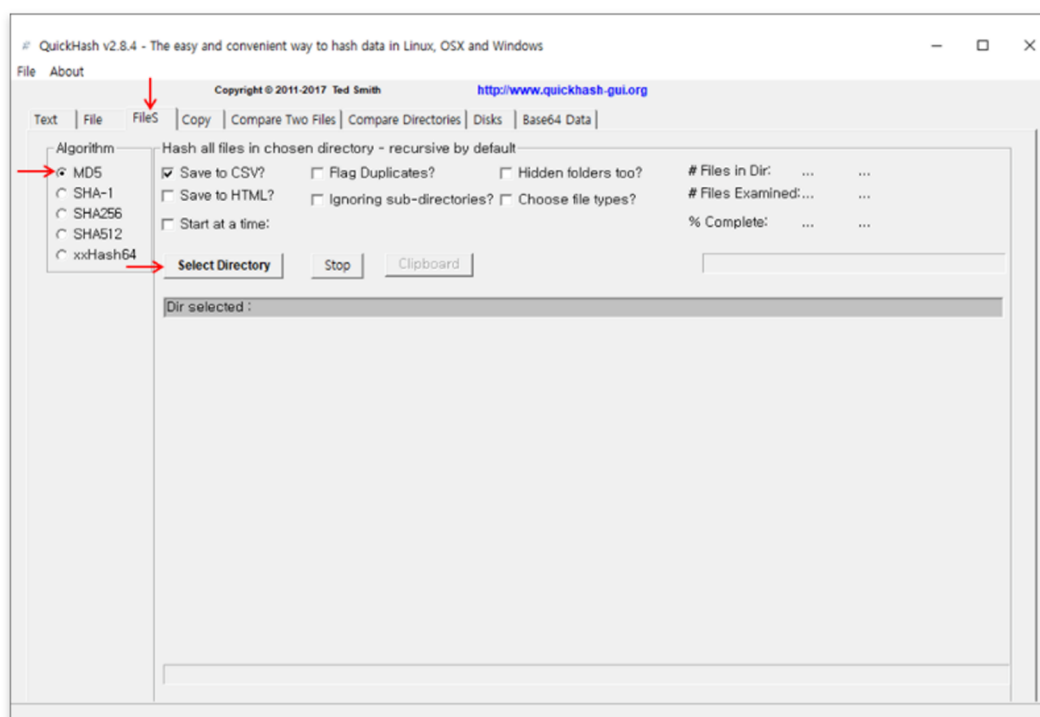 QuickHash v2.8.4 - The easy and convenient way to hash data in Linux, OSX and Windows
File About
Copyright © 2011-2017 Ted Smith http://www.quickhash-gui.org
Text File FileS Copy Compare Two Files Compare Directories Disks Base64 Data
Algorithm Hash all files in chosen directory - recursive by default
MD5 Save to CSV? Flag Duplicates? Hidden folders too? # Files in Dir: ... ...
SHA-1 Save to HTML? Ignoring sub-directories? Choose file types? # Files Examined:... ...
SHA256
Start at a time: % Complete: ... ...
SHA512
xxHash64
Select Directory Stop Clipboard
Dir selected :